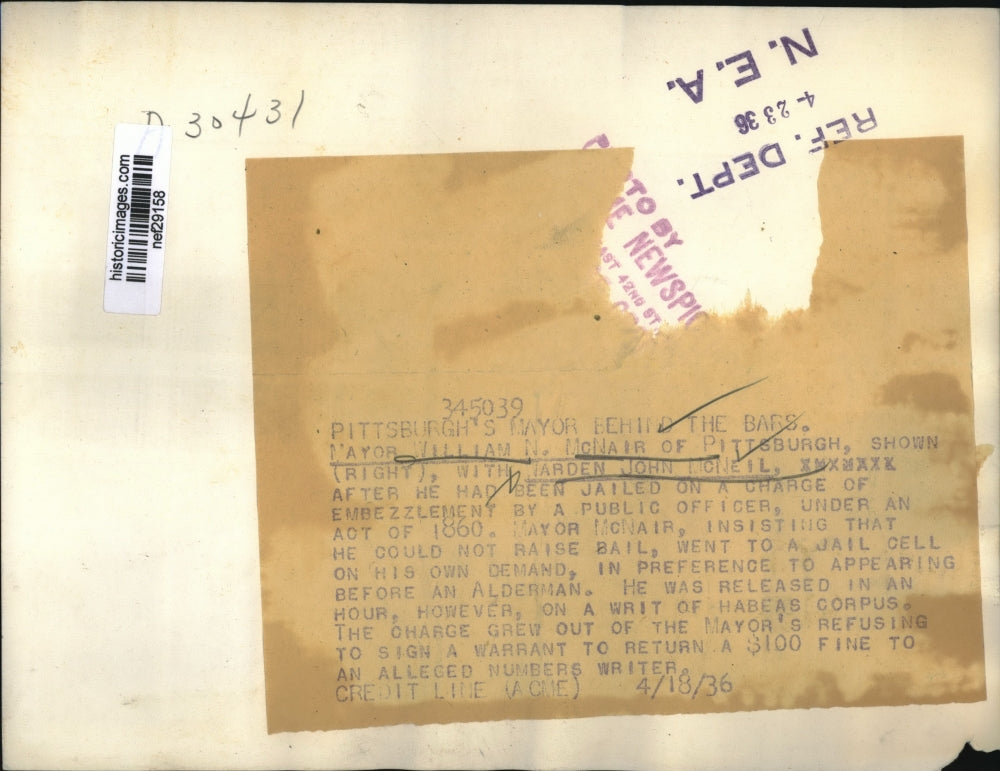 N.E.A.
4-23 36
REF. DEPT.
D 30431
historicimages.com
nef29158
TO BY
ME NEWSPIC
ST 42ND ST
345039
PITTSBURGH'S MAYOR BEHIND THE BARS.
MAYOR WILLIAM N. MCNAIR OF PITTSBURGH, SHOWN
(RIGHT), WITH WARDEN JOHN MCNEIL, XMXMXXX
AFTER HE HAD BEEN JAILED ON A CHARGE OF
EMBEZZLEMENT BY A PUBLIC OFFICER, UNDER AN
ACT OF 1860. MAYOR MCNAIR, INSISTING THAT
HE COULD NOT RAISE BAIL, WENT TO A JAIL CELL
ON HIS OWN DEMAND, IN PREFERENCE TO APPEARING
BEFORE AN ALDERMAN. HE WAS RELEASED IN AN
HOUR, HOWEVER, ON A WRIT OF HABEAS CORPUS.
THE CHARGE GREW OUT OF THE MAYOR'S REFUSING
TO SIGN A WARRANT TO RETURN A $100 FINE TO
AN ALLEGED NUMBERS WRITER.
CREDIT LINE (ACME) 4/18/36